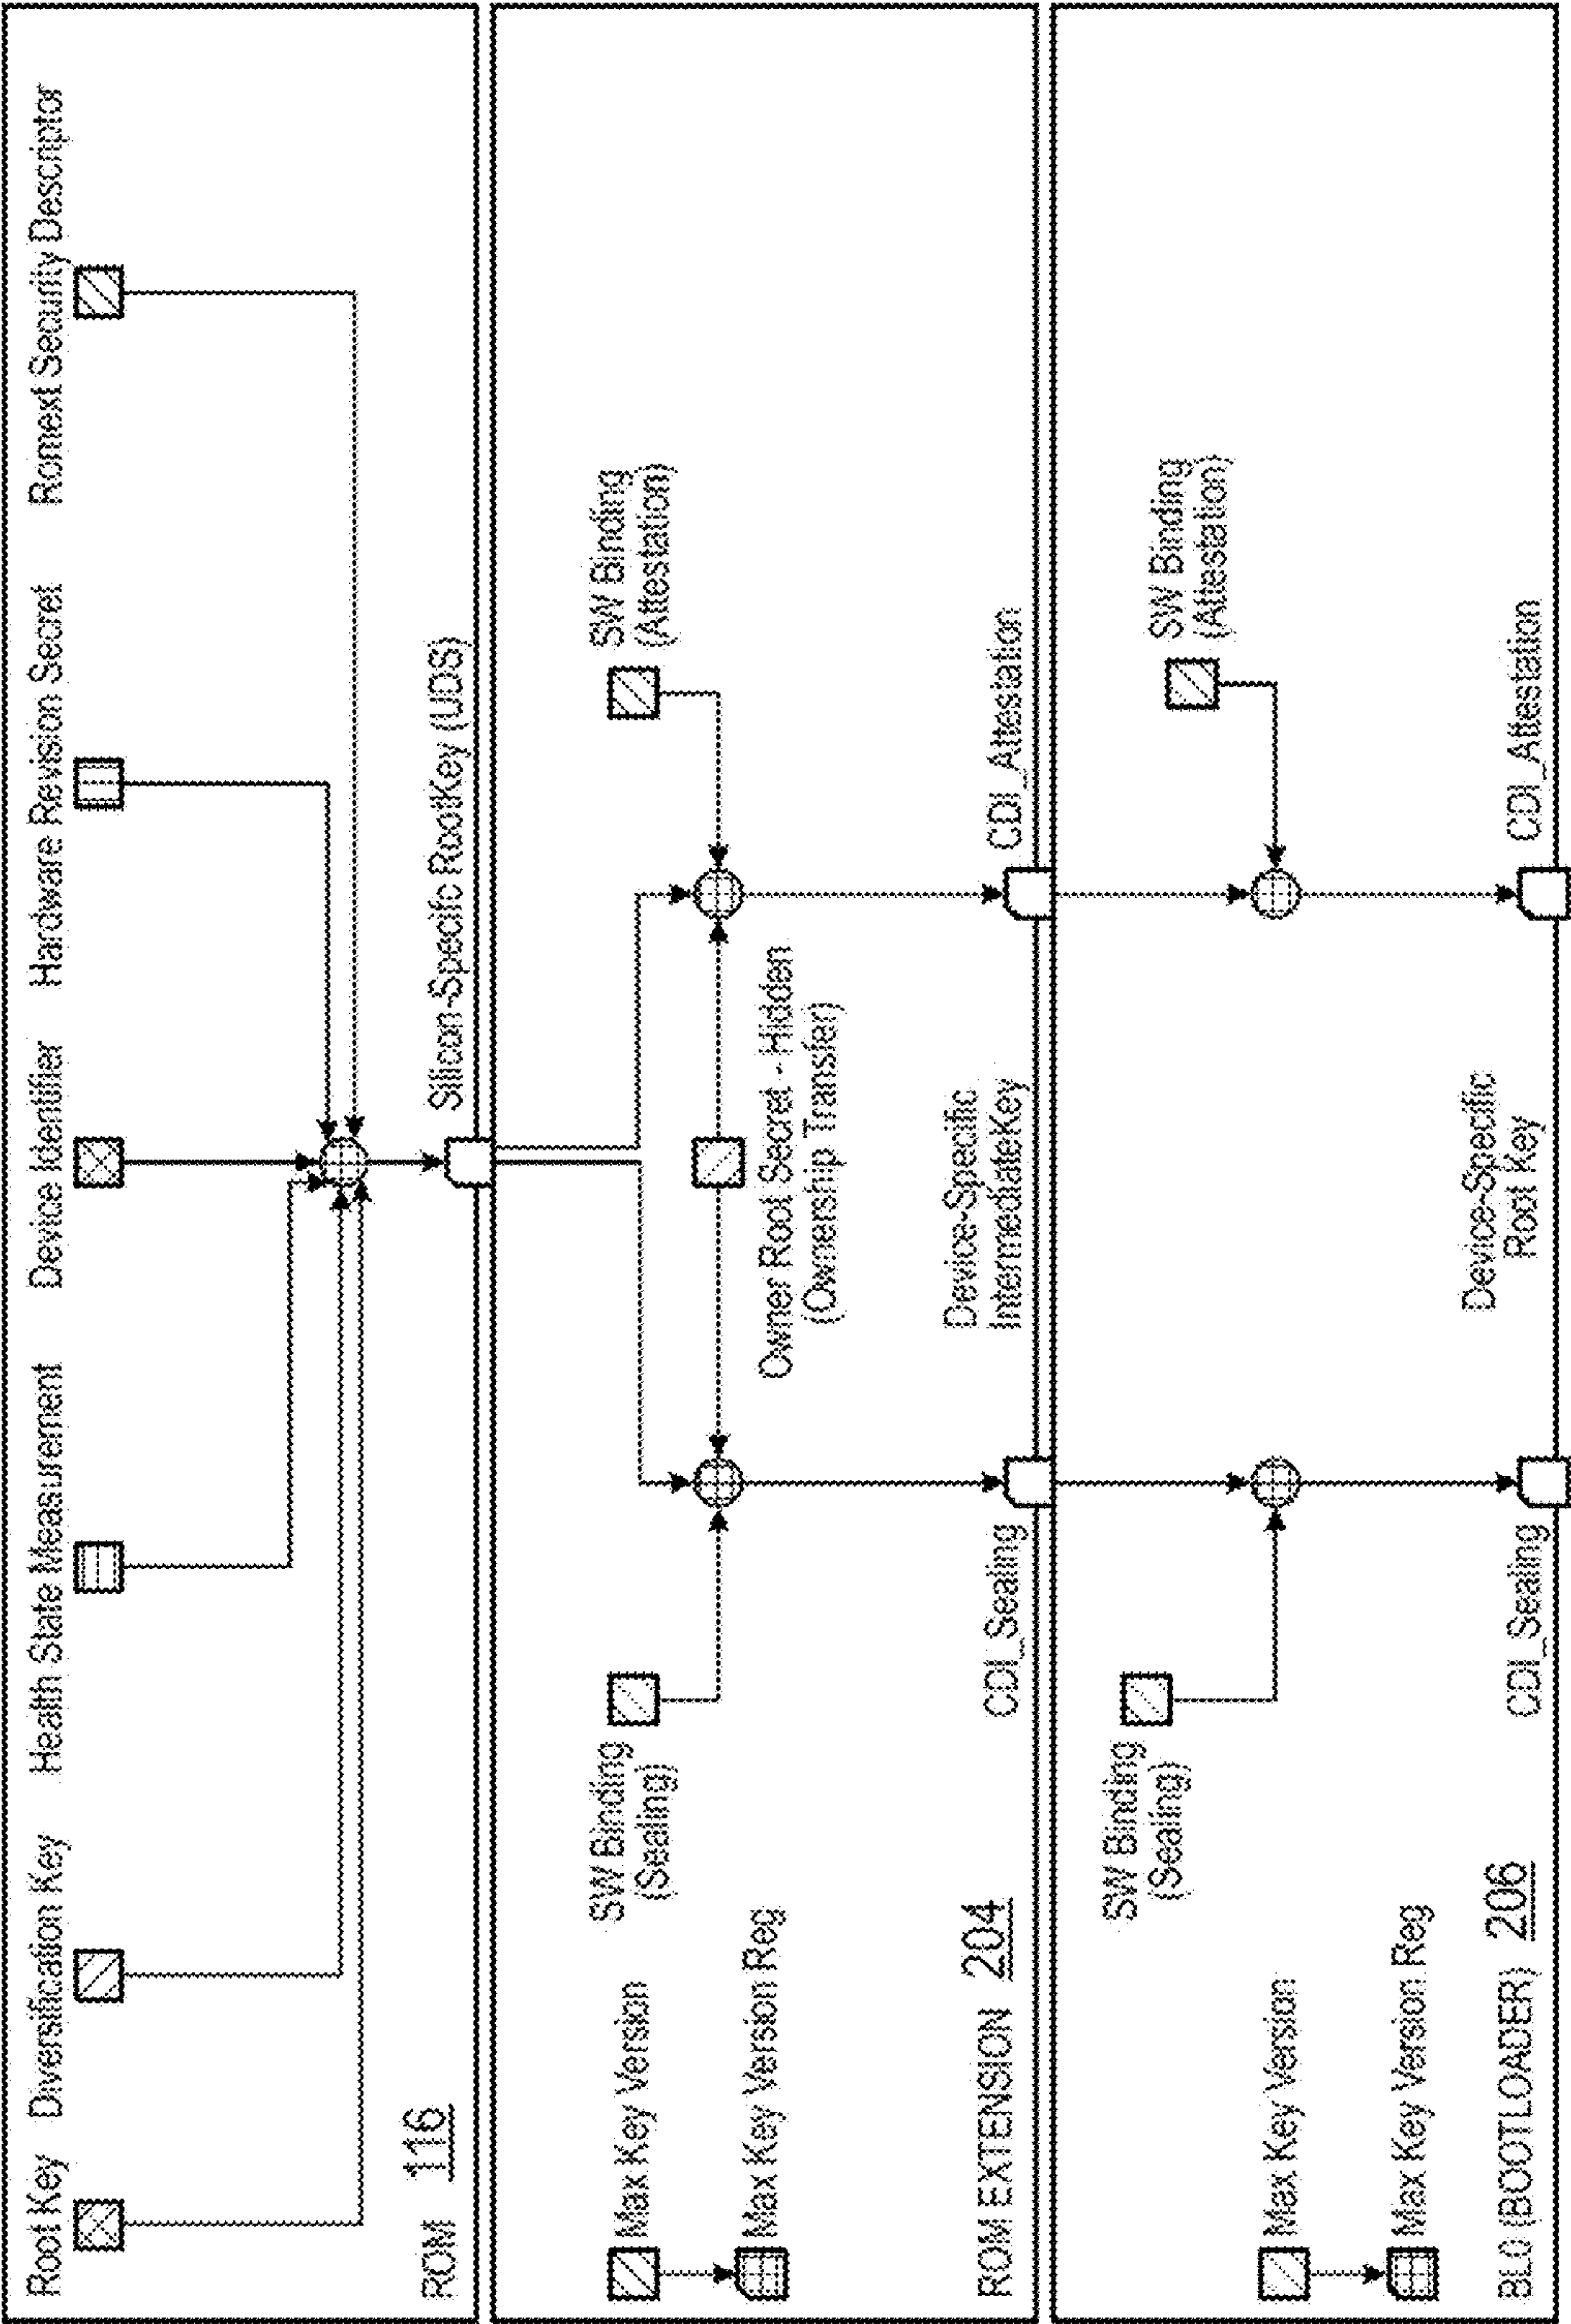 Root Key
Diversification Key
Health State Measurement
Device Identifier
Hardware Revision Secret
Romext Security Descriptor
ROM 116
Silicon-Specifc RootKey (UDS)
SW Binding
(Sealing)
SW Binding
(Attestation)
Max Key Version
Max Key Version Reg
Owner Root Secret - Hidden
(Ownership Transfer)
Device-Specific
IntermediateKey
ROM EXTENSION 204
CDI_Sealing
CDI_Attestation
SW Binding
(Sealing)
SW Binding
(Attestation)
Max Key Version
Max Key Version Reg
Device-Specific
Root Key
BL0 (BOOTLOADER) 206
CDI_Sealing
CDI_Attestation